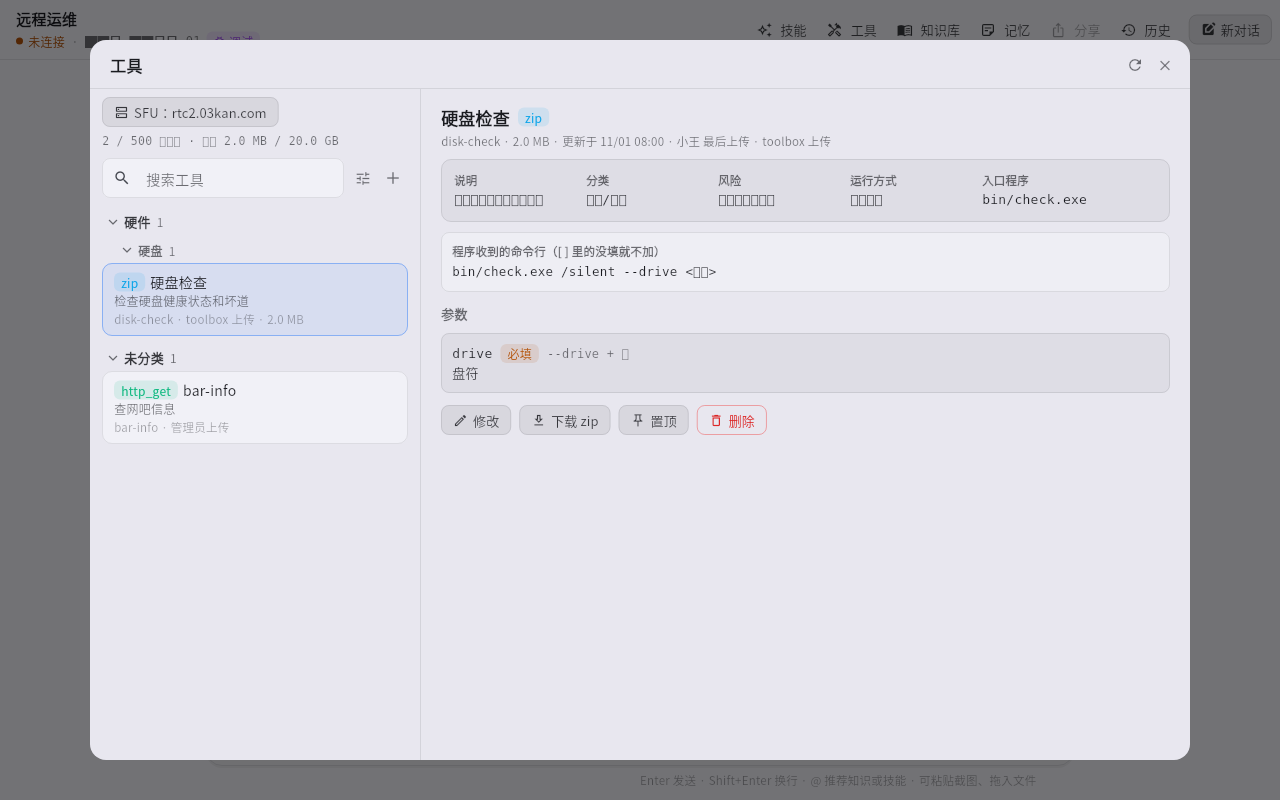 远程运维
未连接
技能
工具
知识库
记忆
分享
历史
新对话
工具
SFU：rtc2.03kan.com
2 / 500 · 2.0 MB / 20.0 GB
搜索工具
硬件 1
硬盘 1
zip 硬盘检查
检查硬盘健康状态和坏道
disk-check · toolbox 上传 · 2.0 MB
未分类 1
http_get bar-info
查网吧信息
bar-info · 管理员上传
硬盘检查 zip
disk-check · 2.0 MB · 更新于 11/01 08:00 · 小王 最后上传 · toolbox 上传
说明
分类
风险
运行方式
入口程序
bin/check.exe
程序收到的命令行（[ ] 里的没填就不加）
bin/check.exe /silent --drive < >
参数
drive 必填 --drive +
盘符
修改
下载 zip
置顶
删除
Enter 发送 · Shift+Enter 换行 · @ 推荐知识或技能 · 可粘贴截图、拖入文件